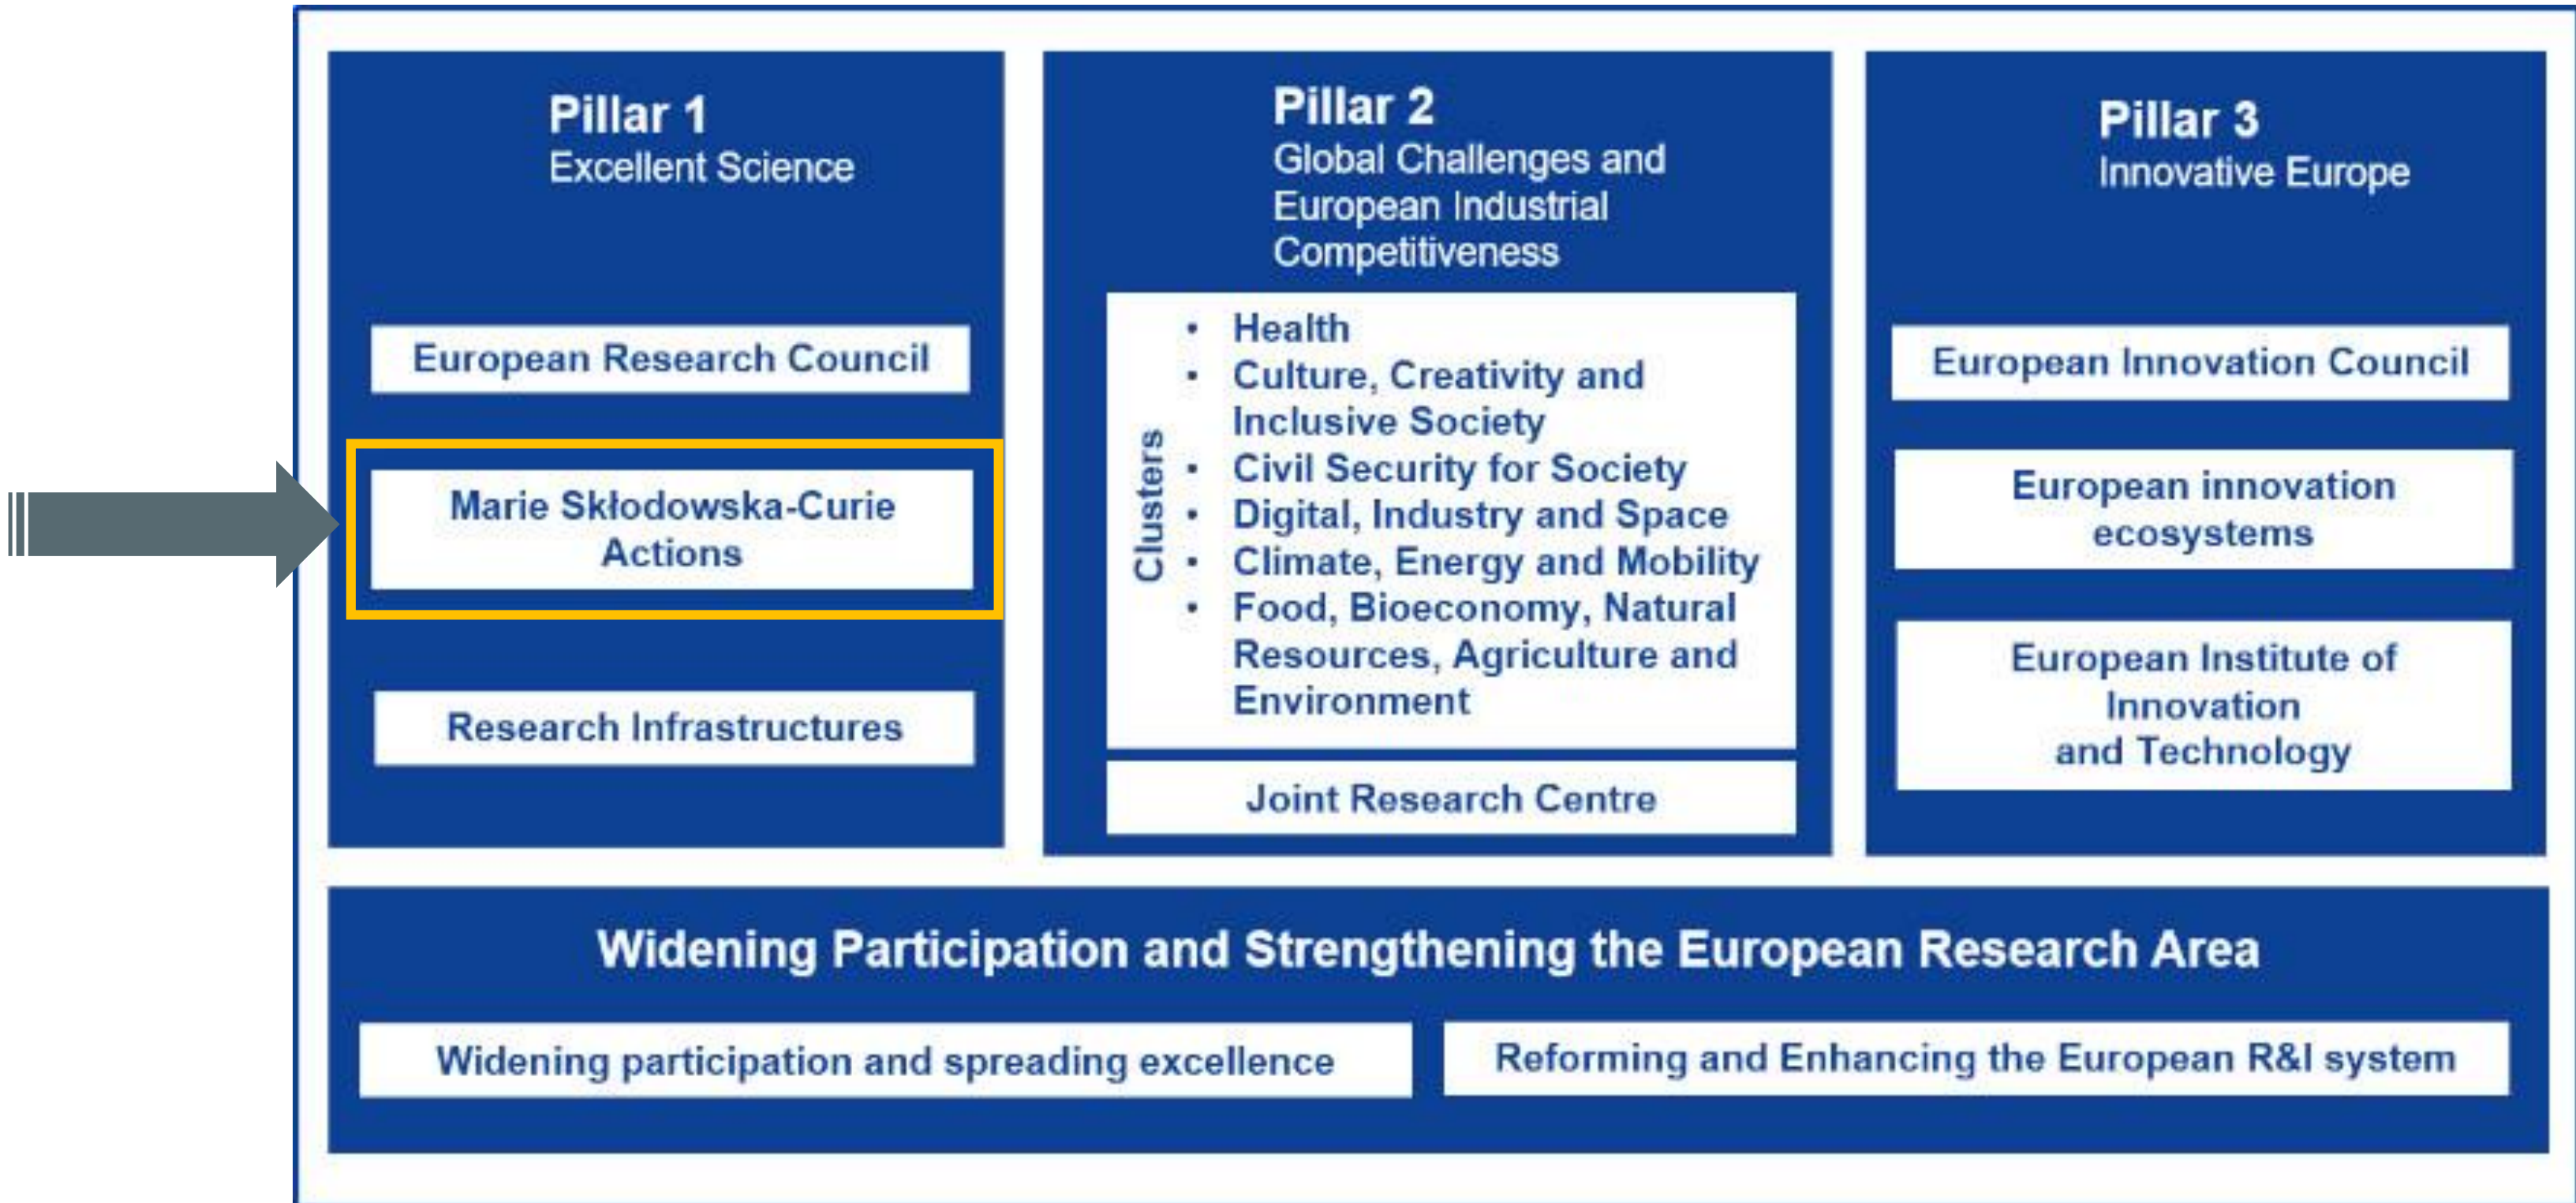 Pillar 1
Excellent Science
European Research Council
Marie Skłodowska-Curie
Actions
Research Infrastructures
Pillar 2
Global Challenges and
European Industrial
Competitiveness
Clusters
• Health
• Culture, Creativity and
Inclusive Society
• Civil Security for Society
• Digital, Industry and Space
• Climate, Energy and Mobility
• Food, Bioeconomy, Natural
Resources, Agriculture and
Environment
Joint Research Centre
Pillar 3
Innovative Europe
European Innovation Council
European innovation
ecosystems
European Institute of
Innovation
and Technology
Widening Participation and Strengthening the European Research Area
Widening participation and spreading excellence
Reforming and Enhancing the European R&I system